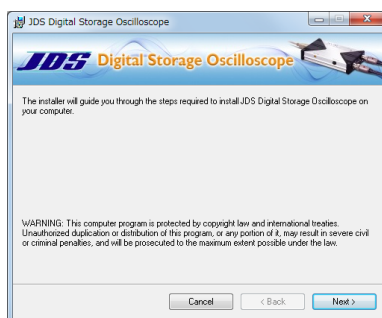 JDS Digital Storage Oscilloscope
JDS Digital Storage Oscilloscope
The installer will guide you through the steps required to install JDS Digital Storage Oscilloscope on
your computer.
WARNING: This computer program is protected by copyright law and international treaties.
Unauthorized duplication or distribution of this program, or any portion of it, may result in severe civil
or criminal penalties, and will be prosecuted to the maximum extent possible under the law.
Cancel < Back Next >